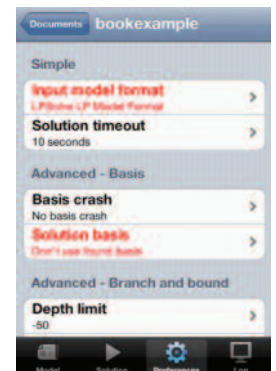 Documents bookexample
Simple
Input model format
LPSolve LP Model Format
Solution timeout
10 seconds
Advanced - Basis
Basis crash
No basis crash
Solution basis
Don't use found basis
Advanced - Branch and bound
Depth limit
-50
Model Solution Preferences Log